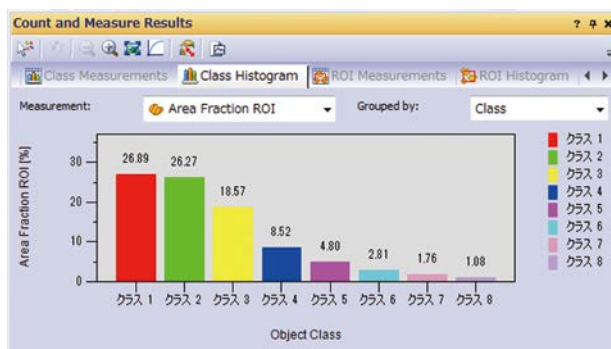 Count and Measure Results
Class Measurements Class Histogram ROI Measurements ROI Histogram
Measurement: Area Fraction ROI Grouped by: Class
Area Fraction ROI [%]
30
20
10
0
26.89
26.27
18.57
8.52
4.80
2.81
1.76
1.08
クラス 1 クラス 2 クラス 3 クラス 4 クラス 5 クラス 6 クラス 7 クラス 8
Object Class
クラス 1
クラス 2
クラス 3
クラス 4
クラス 5
クラス 6
クラス 7
クラス 8